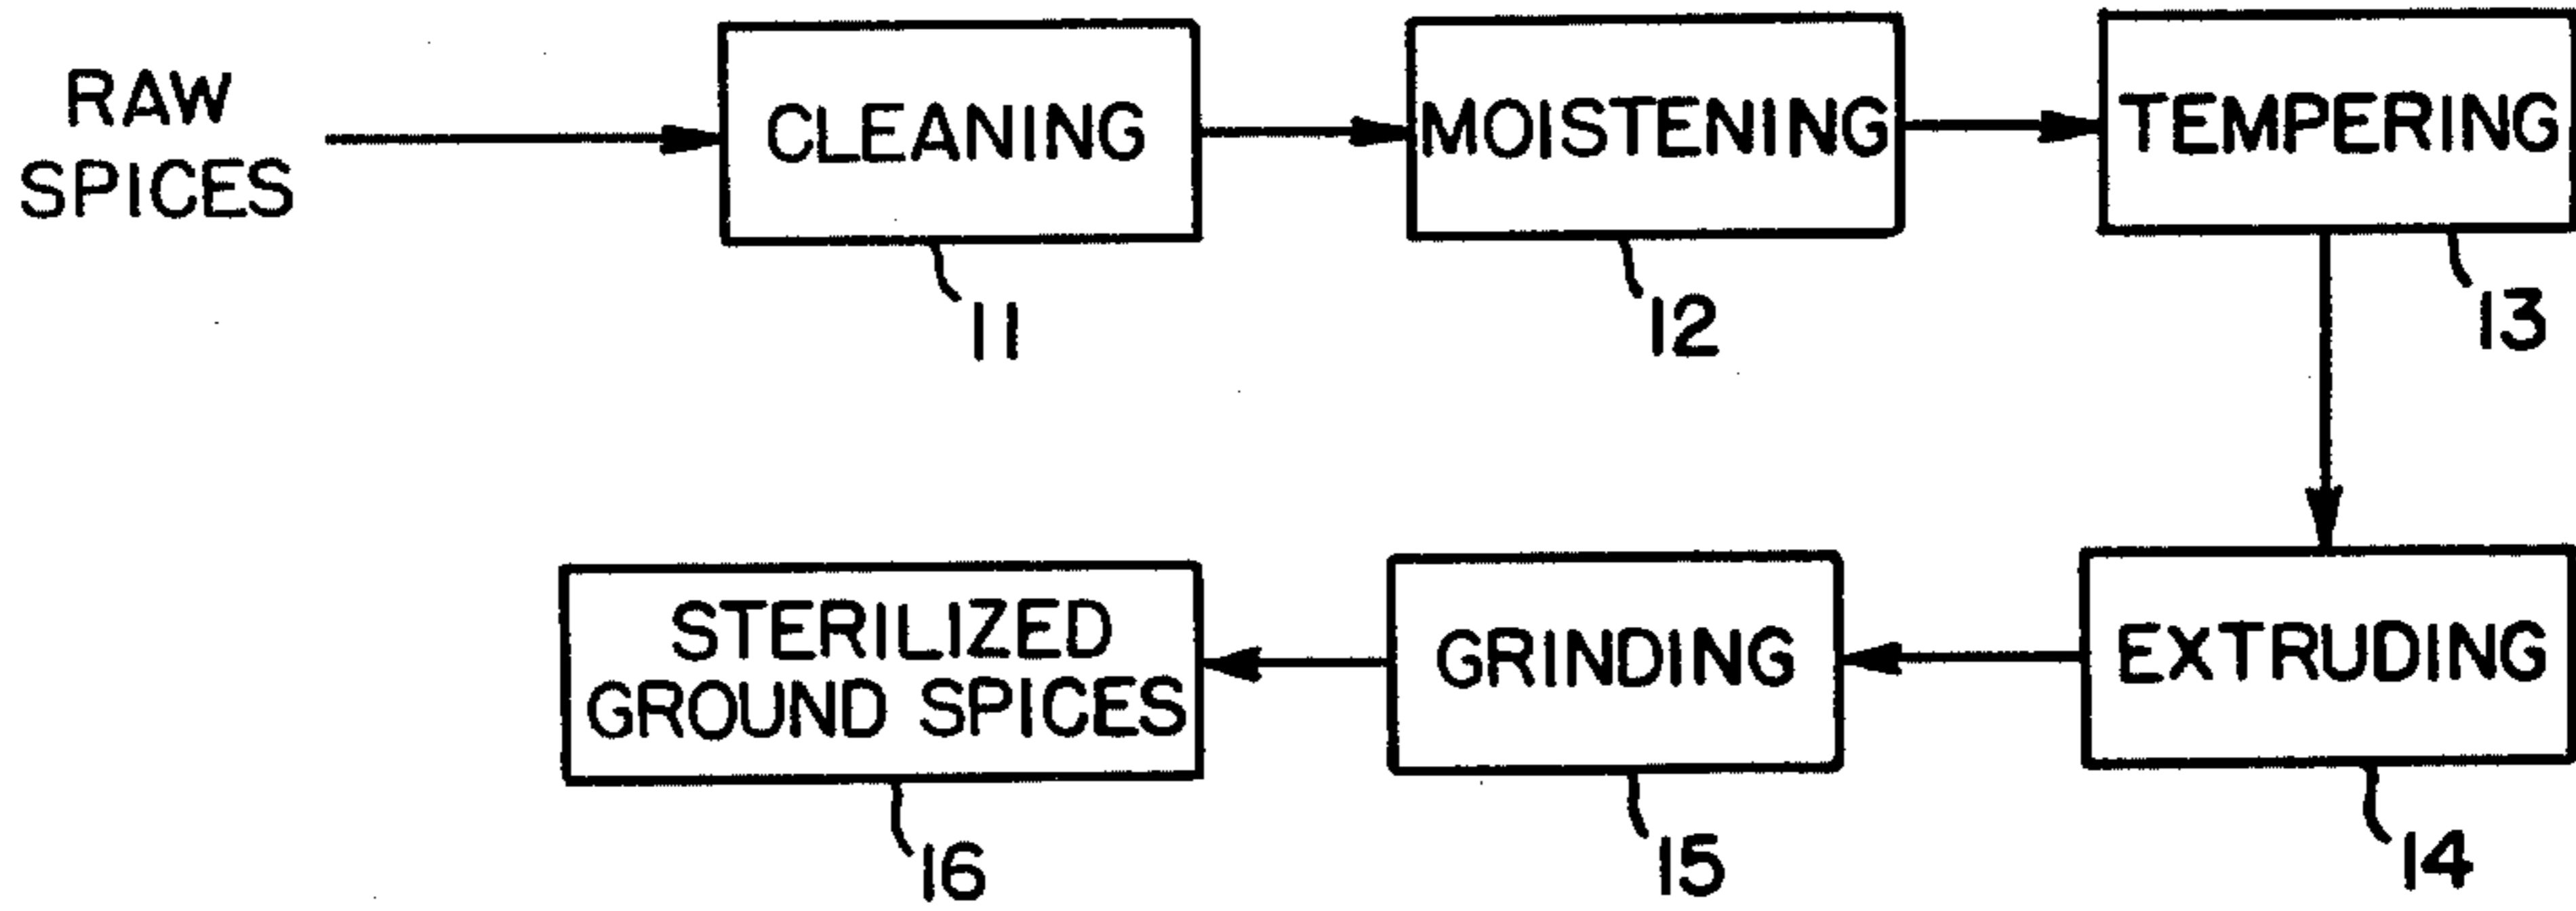 RAW
SPICES
CLEANING
11
MOISTENING
12
TEMPERING
13
EXTRUDING
14
GRINDING
15
STERILIZED
GROUND SPICES
16